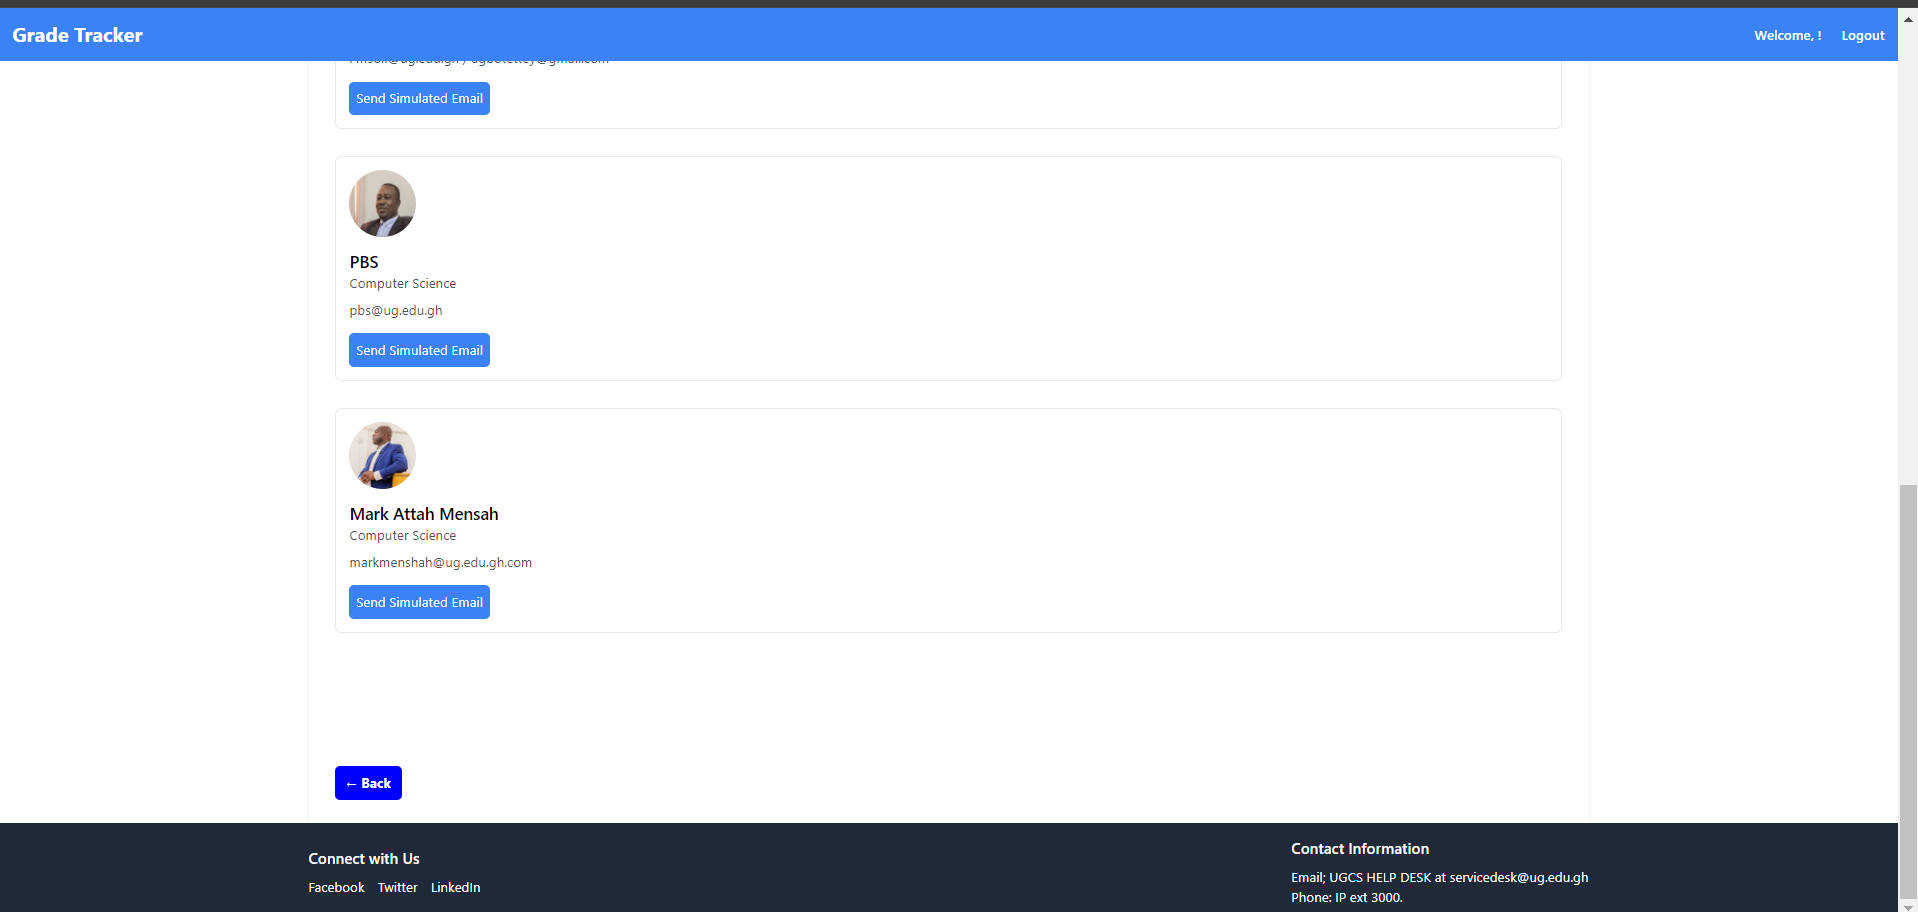 Grade Tracker
Welcome, !
Logout
Send Simulated Email
PBS
Computer Science
pbs@ug.edu.gh
Send Simulated Email
Mark Attah Mensah
Computer Science
markmenshah@ug.edu.gh.com
Send Simulated Email
← Back
Connect with Us
Facebook Twitter LinkedIn
Contact Information
Email; UGCS HELP DESK at servicedesk@ug.edu.gh
Phone: IP ext 3000.